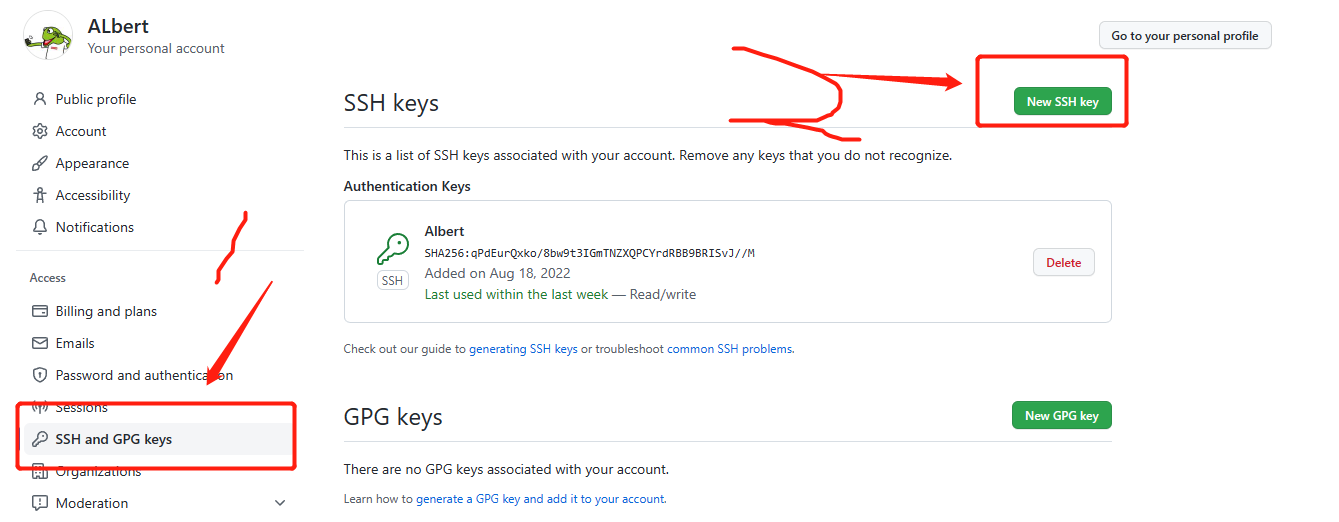 ALbert
Your personal account
Go to your personal profile
Public profile
Account
Appearance
Accessibility
Notifications
Access
Billing and plans
Emails
Password and authentication
Sessions
SSH and GPG keys
Organizations
Moderation
SSH keys
New SSH key
This is a list of SSH keys associated with your account. Remove any keys that you do not recognize.
Authentication Keys
Albert
SHA256:qPdEurQxko/8bw9t3IGmTNZXQPCYrdRBB9BRISvJ//M
SSH
Added on Aug 18, 2022
Last used within the last week — Read/write
Delete
Check out our guide to generating SSH keys or troubleshoot common SSH problems.
GPG keys
New GPG key
There are no GPG keys associated with your account.
Learn how to generate a GPG key and add it to your account.